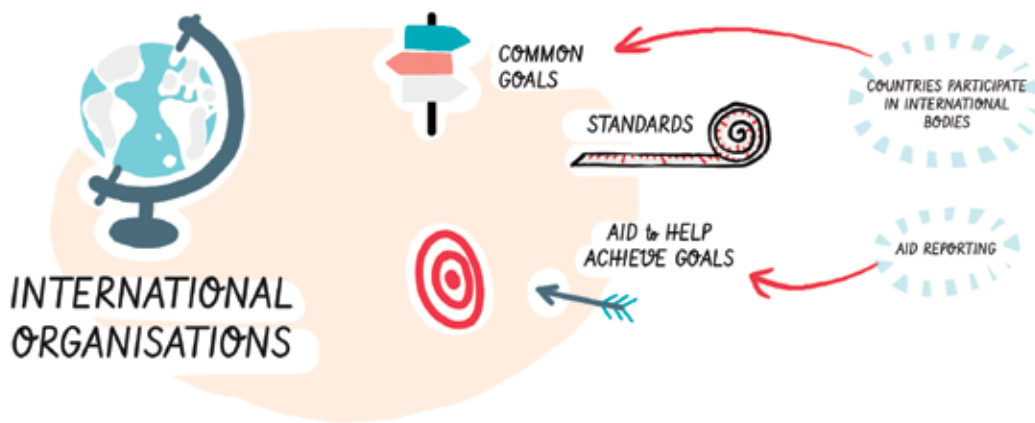 COMMON
GOALS
COUNTRIES PARTICIPATE
IN INTERNATIONAL
BODIES
STANDARDS
AID to HELP
ACHIEVE GOALS
AID REPORTING
INTERNATIONAL
ORGANISATIONS